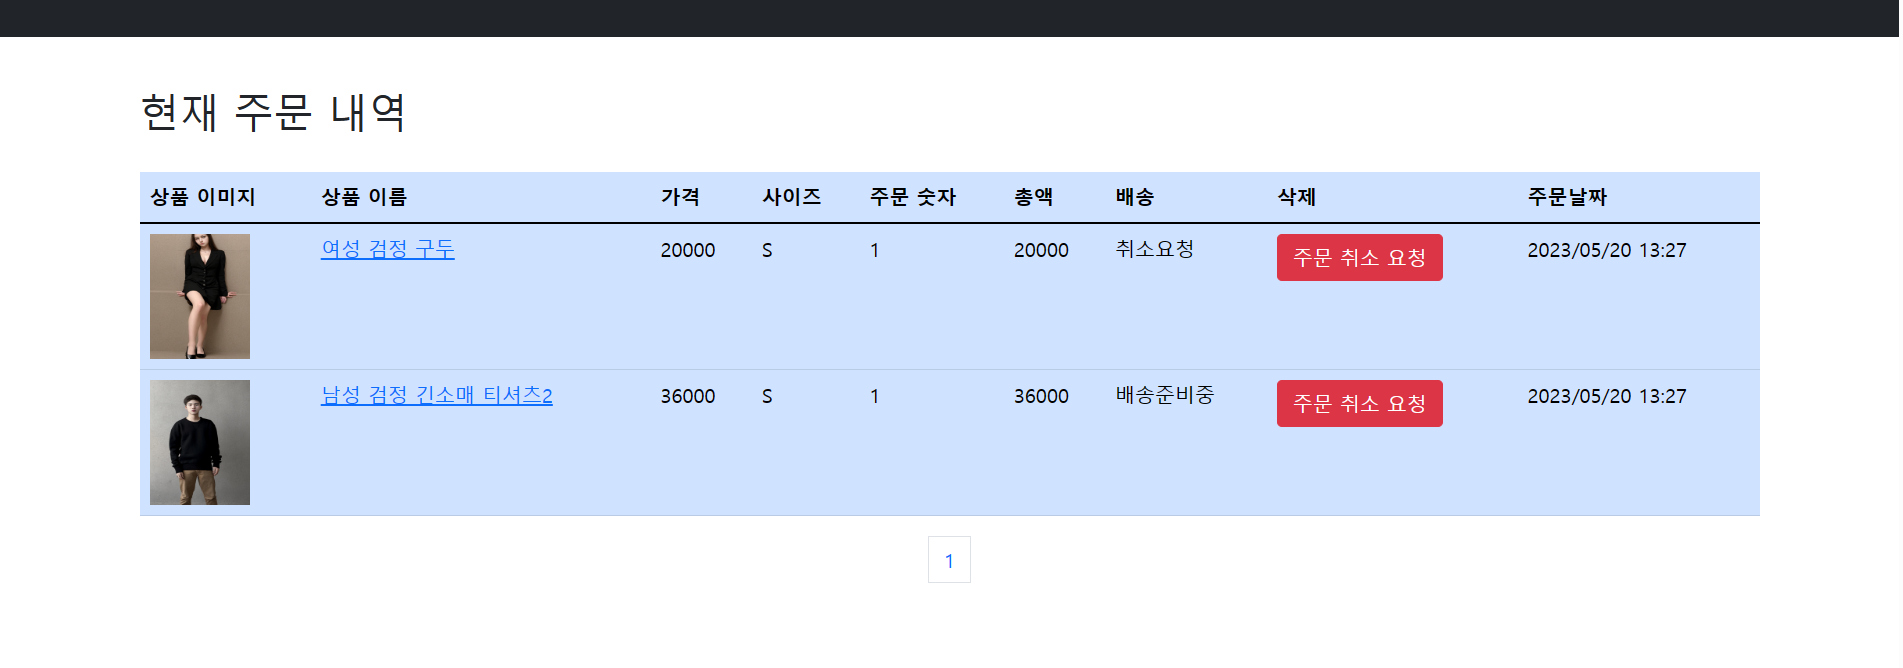 현재 주문 내역
상품 이미지 상품 이름 가격 사이즈 주문 숫자 총액 배송 삭제 주문날짜
여성 검정 구두 20000 S 1 20000 취소요청 주문 취소 요청 2023/05/20 13:27
남성 검정 긴소매 티셔츠2 36000 S 1 36000 배송준비중 주문 취소 요청 2023/05/20 13:27
1